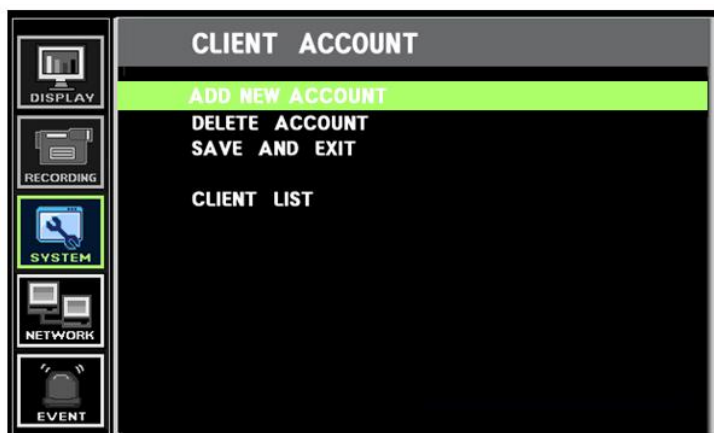 CLIENT ACCOUNT
DISPLAY
RECORDING
SYSTEM
NETWORK
EVENT
ADD NEW ACCOUNT
DELETE ACCOUNT
SAVE AND EXIT
CLIENT LIST